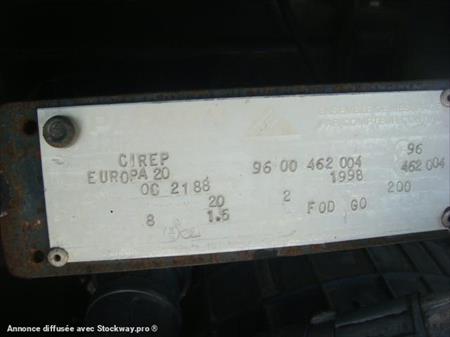 CIREP 96 00 462 004 96
EUROPA 20 1998 462 004
OC 2188 2 200
20 FOD GO
8 1.5
Annonce diffusée avec Stockway.pro ®